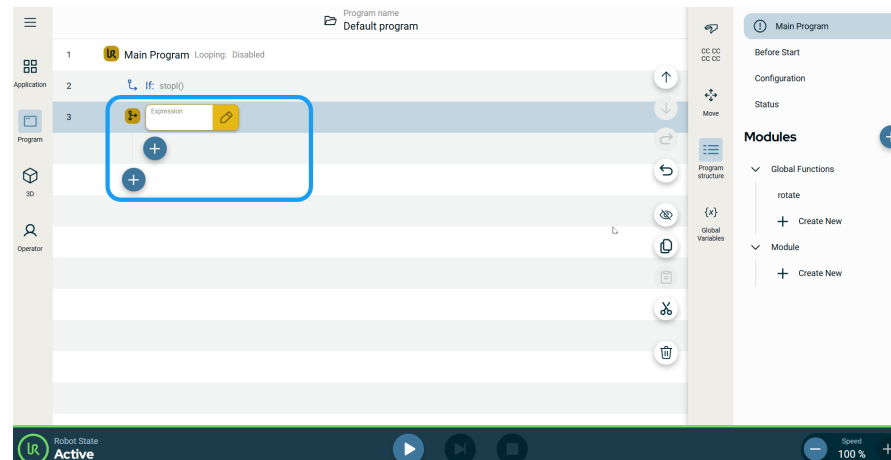 Program name
Default program
Application
Program
3D
Operator
1 Main Program Looping: Disabled
2 If: stopl()
3 Expression
CC CC
CC CC
Move
Program
structure
{x}
Global
Variables
Main Program
Before Start
Configuration
Status
Modules
Global Functions
rotate
Create New
Module
Create New
Robot State
Active
Speed
100 %